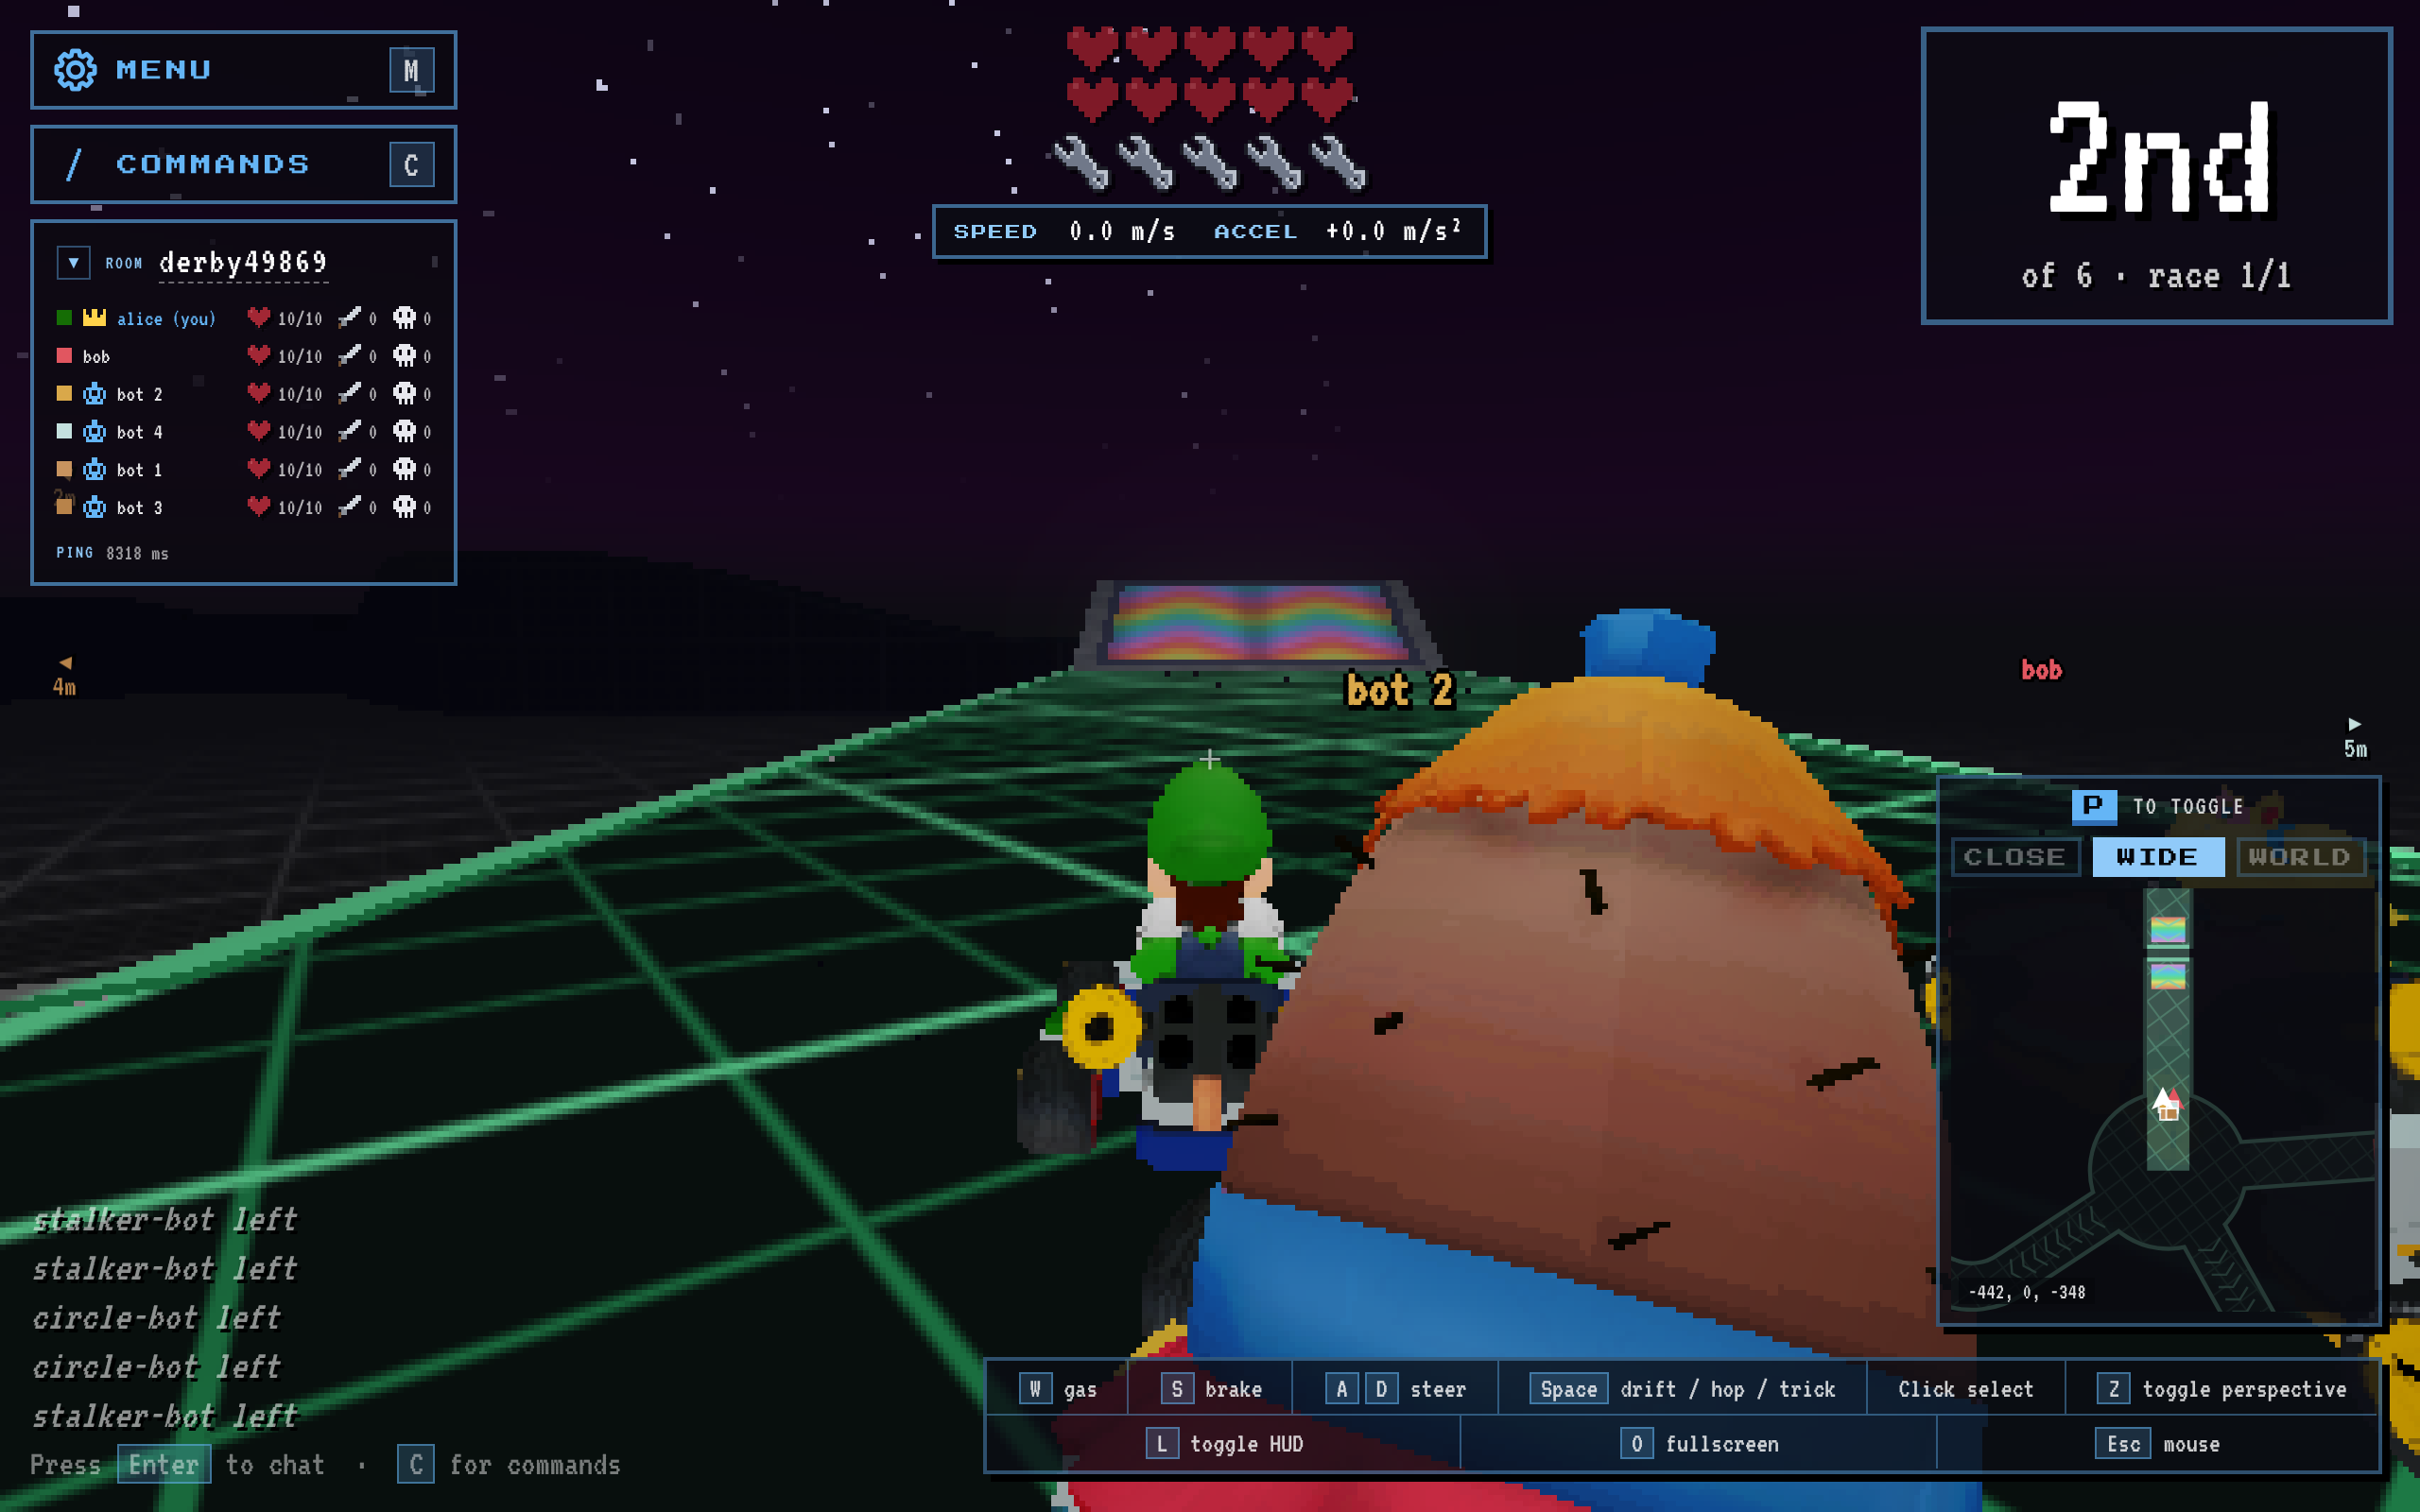 MENU M
/ COMMANDS C
ROOM derby49869
alice (you) 10/10 0 0
bob 10/10 0 0
bot 2 10/10 0 0
bot 4 10/10 0 0
bot 1 10/10 0 0
bot 3 10/10 0 0
2m
PING 8318 ms
SPEED 0.0 m/s ACCEL +0.0 m/s²
2nd
of 6 · race 1/1
4m
bot 2
bob
5m
P TO TOGGLE
CLOSE WIDE WORLD
-442, 0, -348
stalker-bot left
stalker-bot left
circle-bot left
circle-bot left
stalker-bot left
Press Enter to chat · C for commands
W gas S brake A D steer Space drift / hop / trick Click select Z toggle perspective
L toggle HUD O fullscreen Esc mouse